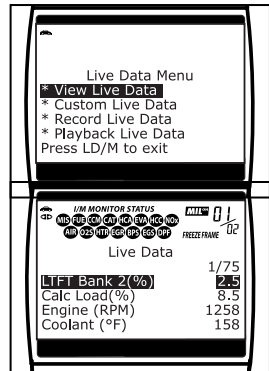 Live Data Menu
* View Live Data
* Custom Live Data
* Record Live Data
* Playback Live Data
Press LD/M to exit
I/M MONITOR STATUS
MIL ON 01/02
MIS FUE CCM CAT HCA EVA HCC NOx
AIR O2S HTR EGR BPS EGS DPF
FREEZE FRAME
Live Data
1/75
LTFT Bank 2(%) 2.5
Calc Load(%) 8.5
Engine (RPM) 1258
Coolant (°F) 158